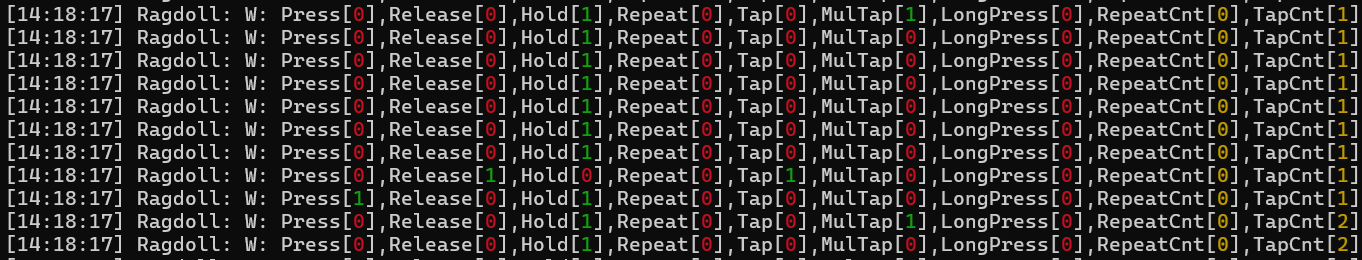 [14:18:17] Ragdoll: W: Press[0],Release[0],Hold[1],Repeat[0],Tap[0],MulTap[1],LongPress[0],RepeatCnt[0],TapCnt[1]
[14:18:17] Ragdoll: W: Press[0],Release[0],Hold[1],Repeat[0],Tap[0],MulTap[0],LongPress[0],RepeatCnt[0],TapCnt[1]
[14:18:17] Ragdoll: W: Press[0],Release[0],Hold[1],Repeat[0],Tap[0],MulTap[0],LongPress[0],RepeatCnt[0],TapCnt[1]
[14:18:17] Ragdoll: W: Press[0],Release[0],Hold[1],Repeat[0],Tap[0],MulTap[0],LongPress[0],RepeatCnt[0],TapCnt[1]
[14:18:17] Ragdoll: W: Press[0],Release[0],Hold[1],Repeat[0],Tap[0],MulTap[0],LongPress[0],RepeatCnt[0],TapCnt[1]
[14:18:17] Ragdoll: W: Press[0],Release[0],Hold[1],Repeat[0],Tap[0],MulTap[0],LongPress[0],RepeatCnt[0],TapCnt[1]
[14:18:17] Ragdoll: W: Press[0],Release[0],Hold[1],Repeat[0],Tap[0],MulTap[0],LongPress[0],RepeatCnt[0],TapCnt[1]
[14:18:17] Ragdoll: W: Press[0],Release[1],Hold[0],Repeat[0],Tap[1],MulTap[0],LongPress[0],RepeatCnt[0],TapCnt[1]
[14:18:17] Ragdoll: W: Press[1],Release[0],Hold[1],Repeat[0],Tap[0],MulTap[0],LongPress[0],RepeatCnt[0],TapCnt[1]
[14:18:17] Ragdoll: W: Press[0],Release[0],Hold[1],Repeat[0],Tap[0],MulTap[1],LongPress[0],RepeatCnt[0],TapCnt[2]
[14:18:17] Ragdoll: W: Press[0],Release[0],Hold[1],Repeat[0],Tap[0],MulTap[0],LongPress[0],RepeatCnt[0],TapCnt[2]